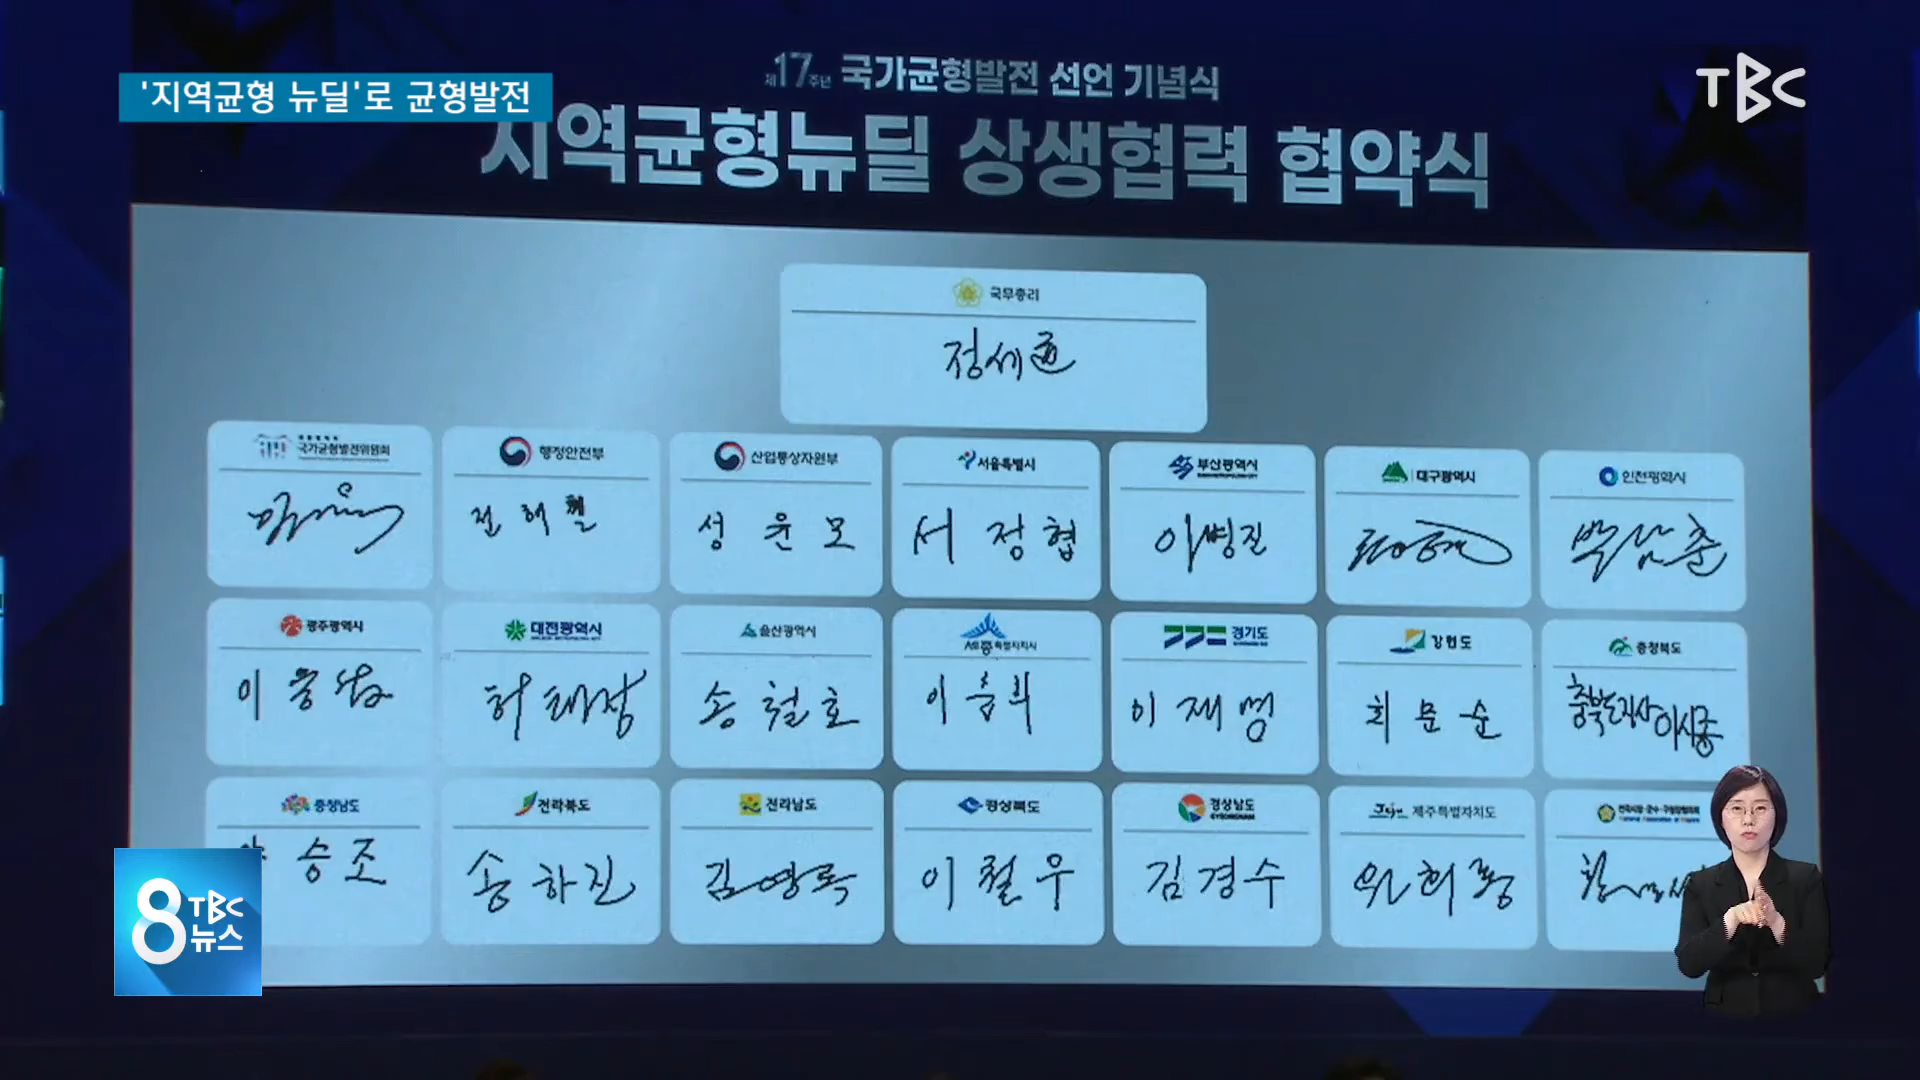 '지역균형 뉴딜'로 균형발전
TBC
제17주년 국가균형발전 선언 기념식
지역균형뉴딜 상생협력 협약식
국무총리
정세균
국가균형발전위원회
행정안전부
산업통상자원부
서울특별시
부산광역시
대구광역시
인천광역시
전해철
성윤모
서정협
이병진
박남춘
광주광역시
대전광역시
울산광역시
세종특별자치시
경기도
강원도
충청북도
이용섭
허태정
송철호
이춘희
이재명
최문순
충북도지사 이시종
충청남도
전라북도
전라남도
경상북도
경상남도
GYEONGNAM
Jeju 제주특별자치도
승조
송하진
김영록
이철우
김경수
원희룡
8 TBC 뉴스